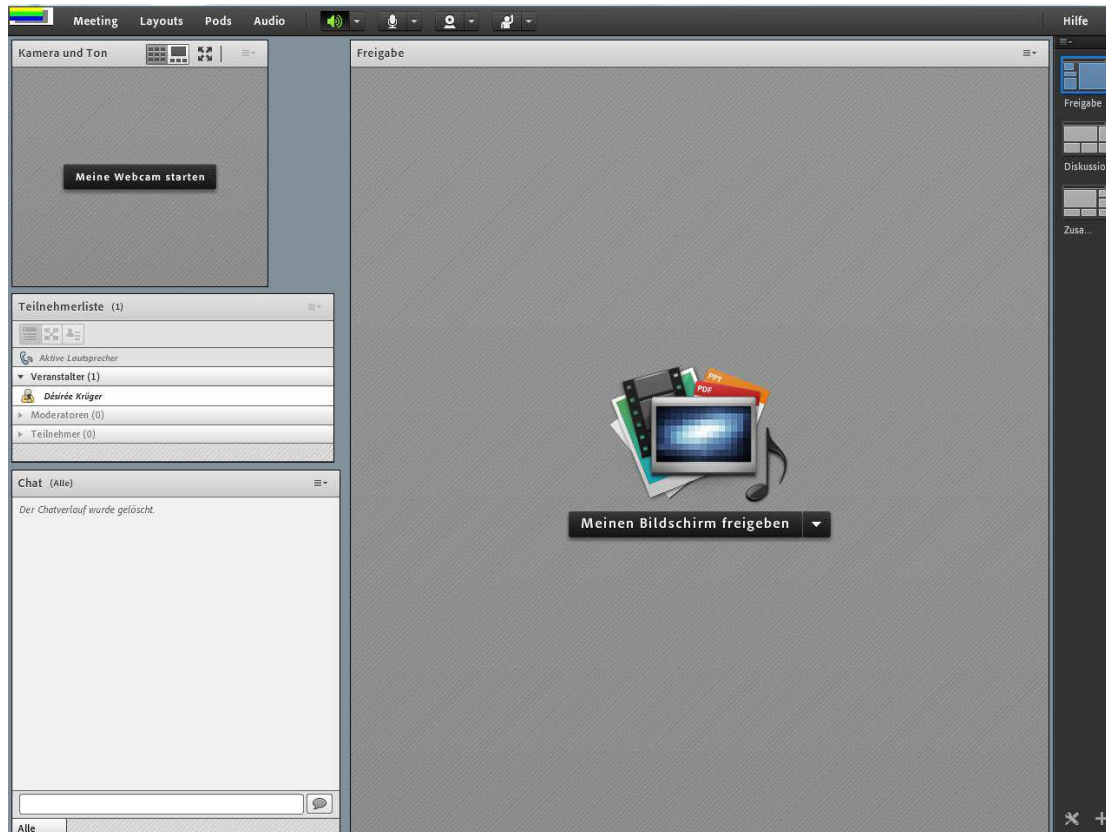 Meeting Layouts Pods Audio Hilfe
Kamera und Ton
Meine Webcam starten
Teilnehmerliste (1)
Aktive Lautsprecher
Veranstalter (1)
Désirée Krüger
Moderatoren (0)
Teilnehmer (0)
Chat (Alle)
Der Chatverlauf wurde gelöscht.
Alle
Freigabe
PPT
PDF
Meinen Bildschirm freigeben
Freigabe
Diskussio
Zusa...